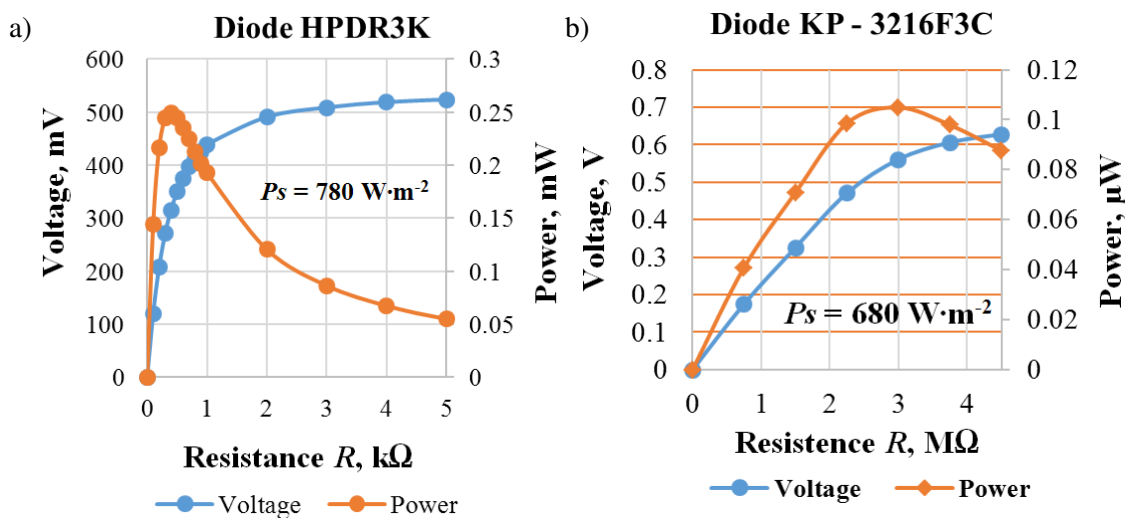 a)
Diode HPDR3K
600
500
400
300
200
100
0
Voltage, mV
0.3
0.25
0.2
0.15
0.1
0.05
0
Power, mW
Ps = 780 W·m-2
0 1 2 3 4 5
Resistance R, kΩ
Voltage Power
b)
Diode KP - 3216F3C
0.8
0.7
0.6
0.5
0.4
0.3
0.2
0.1
0
Voltage, V
0.12
0.1
0.08
0.06
0.04
0.02
0
Power, µW
Ps = 680 W·m-2
0 1 2 3 4
Resistence R, MΩ
Voltage Power